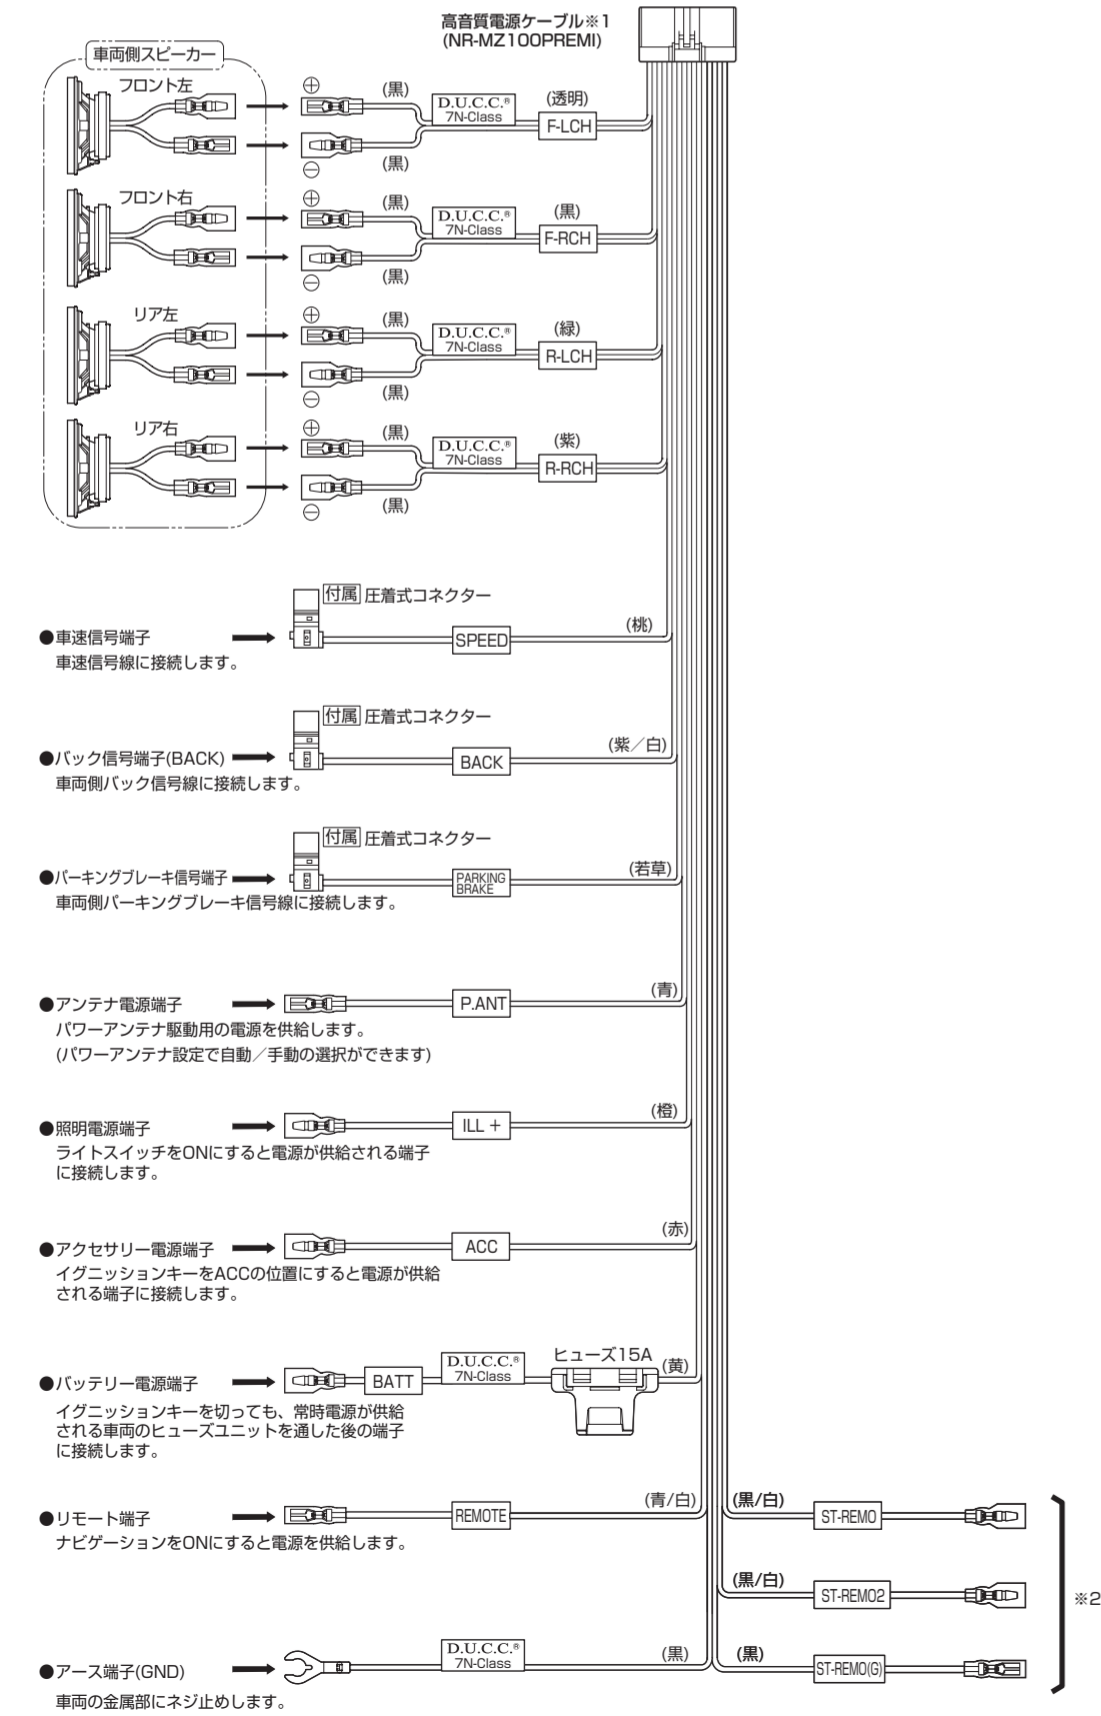 高音質電源ケーブル※1
(NR-MZ100PREMI)
車両側スピーカー
フロント左
⊕
(黒)
D.U.C.C.®
7N-Class
(透明)
F-LCH
⊖
(黒)
フロント右
⊕
(黒)
D.U.C.C.®
7N-Class
(黒)
F-RCH
⊖
(黒)
リア左
⊕
(黒)
D.U.C.C.®
7N-Class
(緑)
R-LCH
⊖
(黒)
リア右
⊕
(黒)
D.U.C.C.®
7N-Class
(紫)
R-RCH
⊖
(黒)
付属 圧着式コネクター
●車速信号端子
SPEED
(桃)
車速信号線に接続します。
付属 圧着式コネクター
●バック信号端子(BACK)
BACK
(紫/白)
車両側バック信号線に接続します。
付属 圧着式コネクター
●パーキングブレーキ信号端子
PARKING
BRAKE
(若草)
車両側パーキングブレーキ信号線に接続します。
●アンテナ電源端子
P.ANT
(青)
パワーアンテナ駆動用の電源を供給します。
(パワーアンテナ設定で自動/手動の選択ができます)
●照明電源端子
ILL +
(橙)
ライトスイッチをONにすると電源が供給される端子
に接続します。
●アクセサリー電源端子
ACC
(赤)
イグニッションキーをACCの位置にすると電源が供給
される端子に接続します。
●バッテリー電源端子
BATT
D.U.C.C.®
7N-Class
ヒューズ15A
(黄)
イグニッションキーを切っても、常時電源が供給
される車両のヒューズユニットを通した後の端子
に接続します。
●リモート端子
REMOTE
(青/白)
ナビゲーションをONにすると電源を供給します。
(黒/白)
ST-REMO
(黒/白)
ST-REMO2
※2
●アース端子(GND)
D.U.C.C.®
7N-Class
(黒)
(黒)
ST-REMO(G)
車両の金属部にネジ止めします。